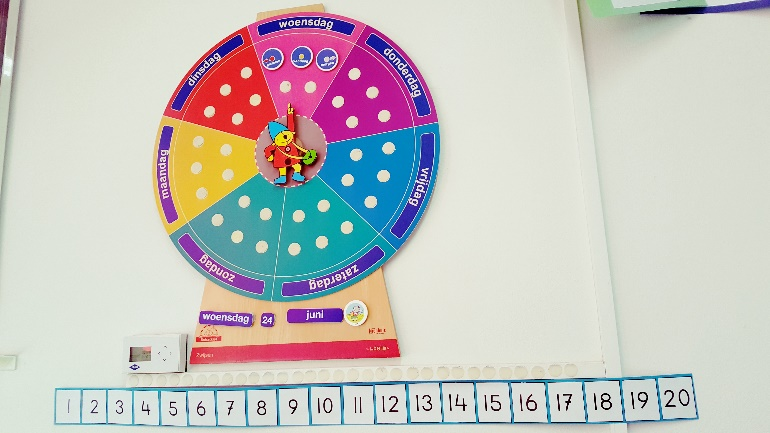 woensdag
donderdag
vrijdag
zaterdag
zondag
maandag
dinsdag
woensdag 24 juni
1 2 3 4 5 6 7 8 9 10 11 12 13 14 15 16 17 18 19 20